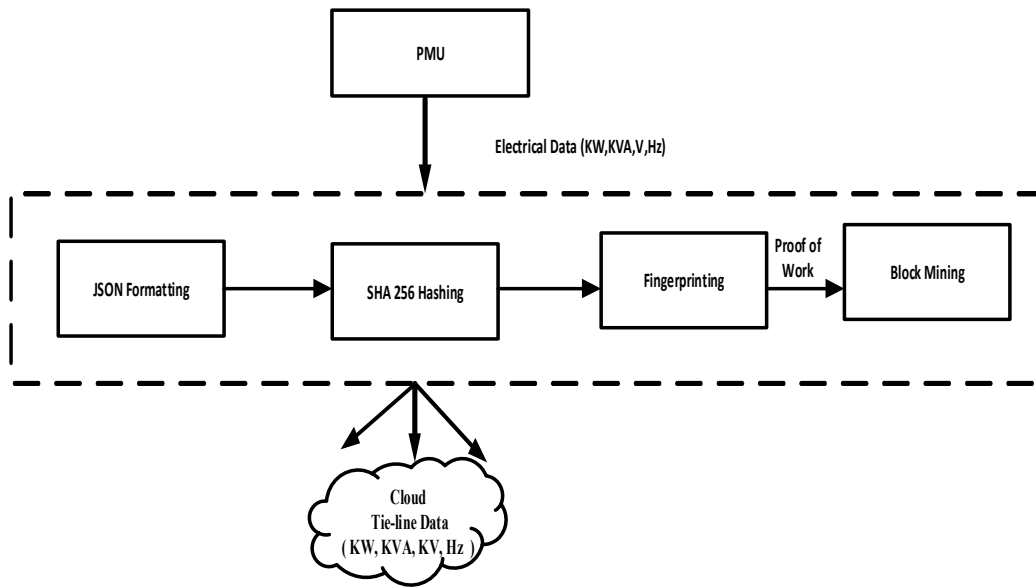 PMU
Electrical Data (KW,KVA,V,Hz)
JSON Formatting
SHA 256 Hashing
Fingerprinting
Proof of
Work
Block Mining
Cloud
Tie-line Data
( KW, KVA, KV, Hz )